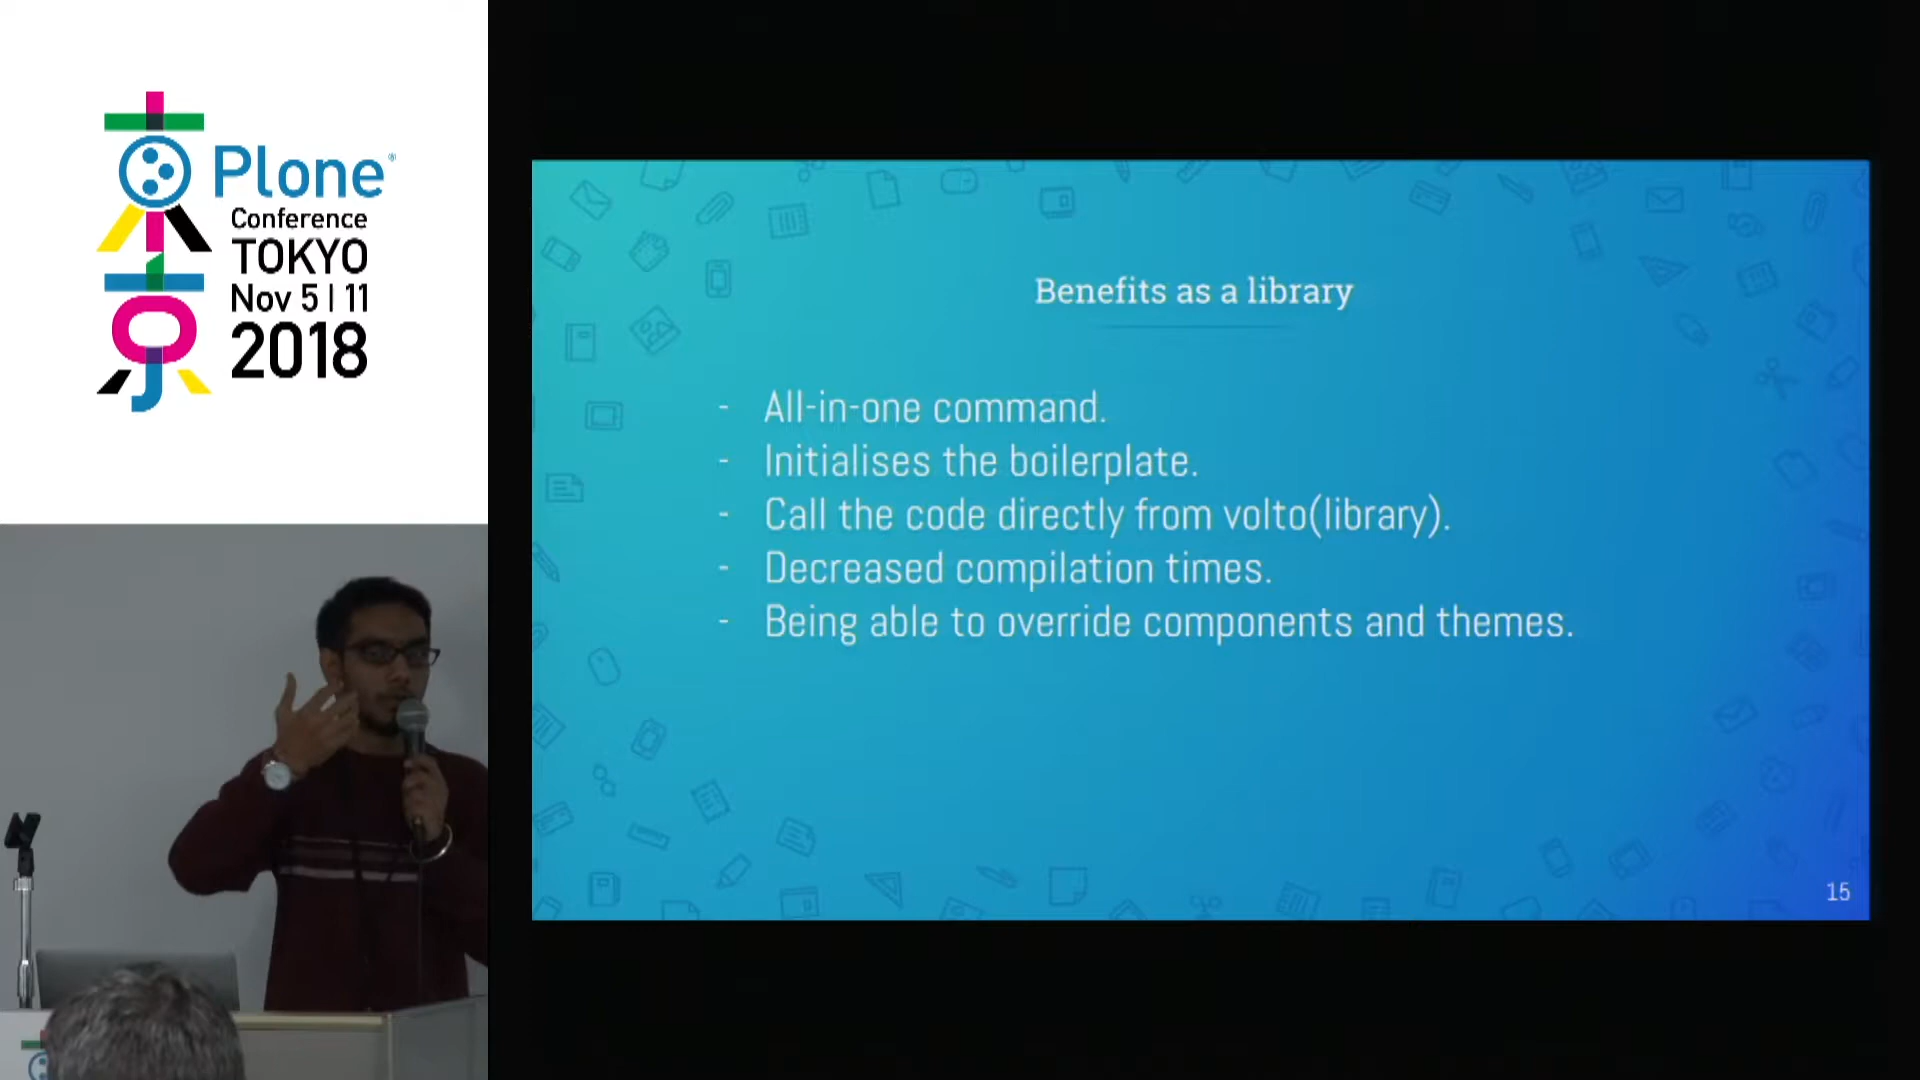 Plone®
Conference
TOKYO
Nov 5 | 11
2018
Benefits as a library
- All-in-one command.
- Initialises the boilerplate.
- Call the code directly from volto(library).
- Decreased compilation times.
- Being able to override components and themes.
15